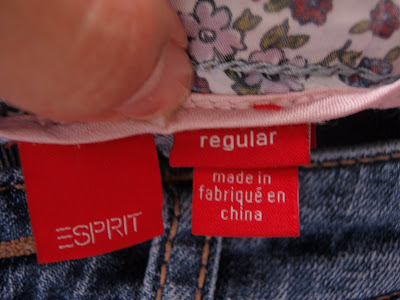 regular
made in
fabriqué en
china
ESPRIT